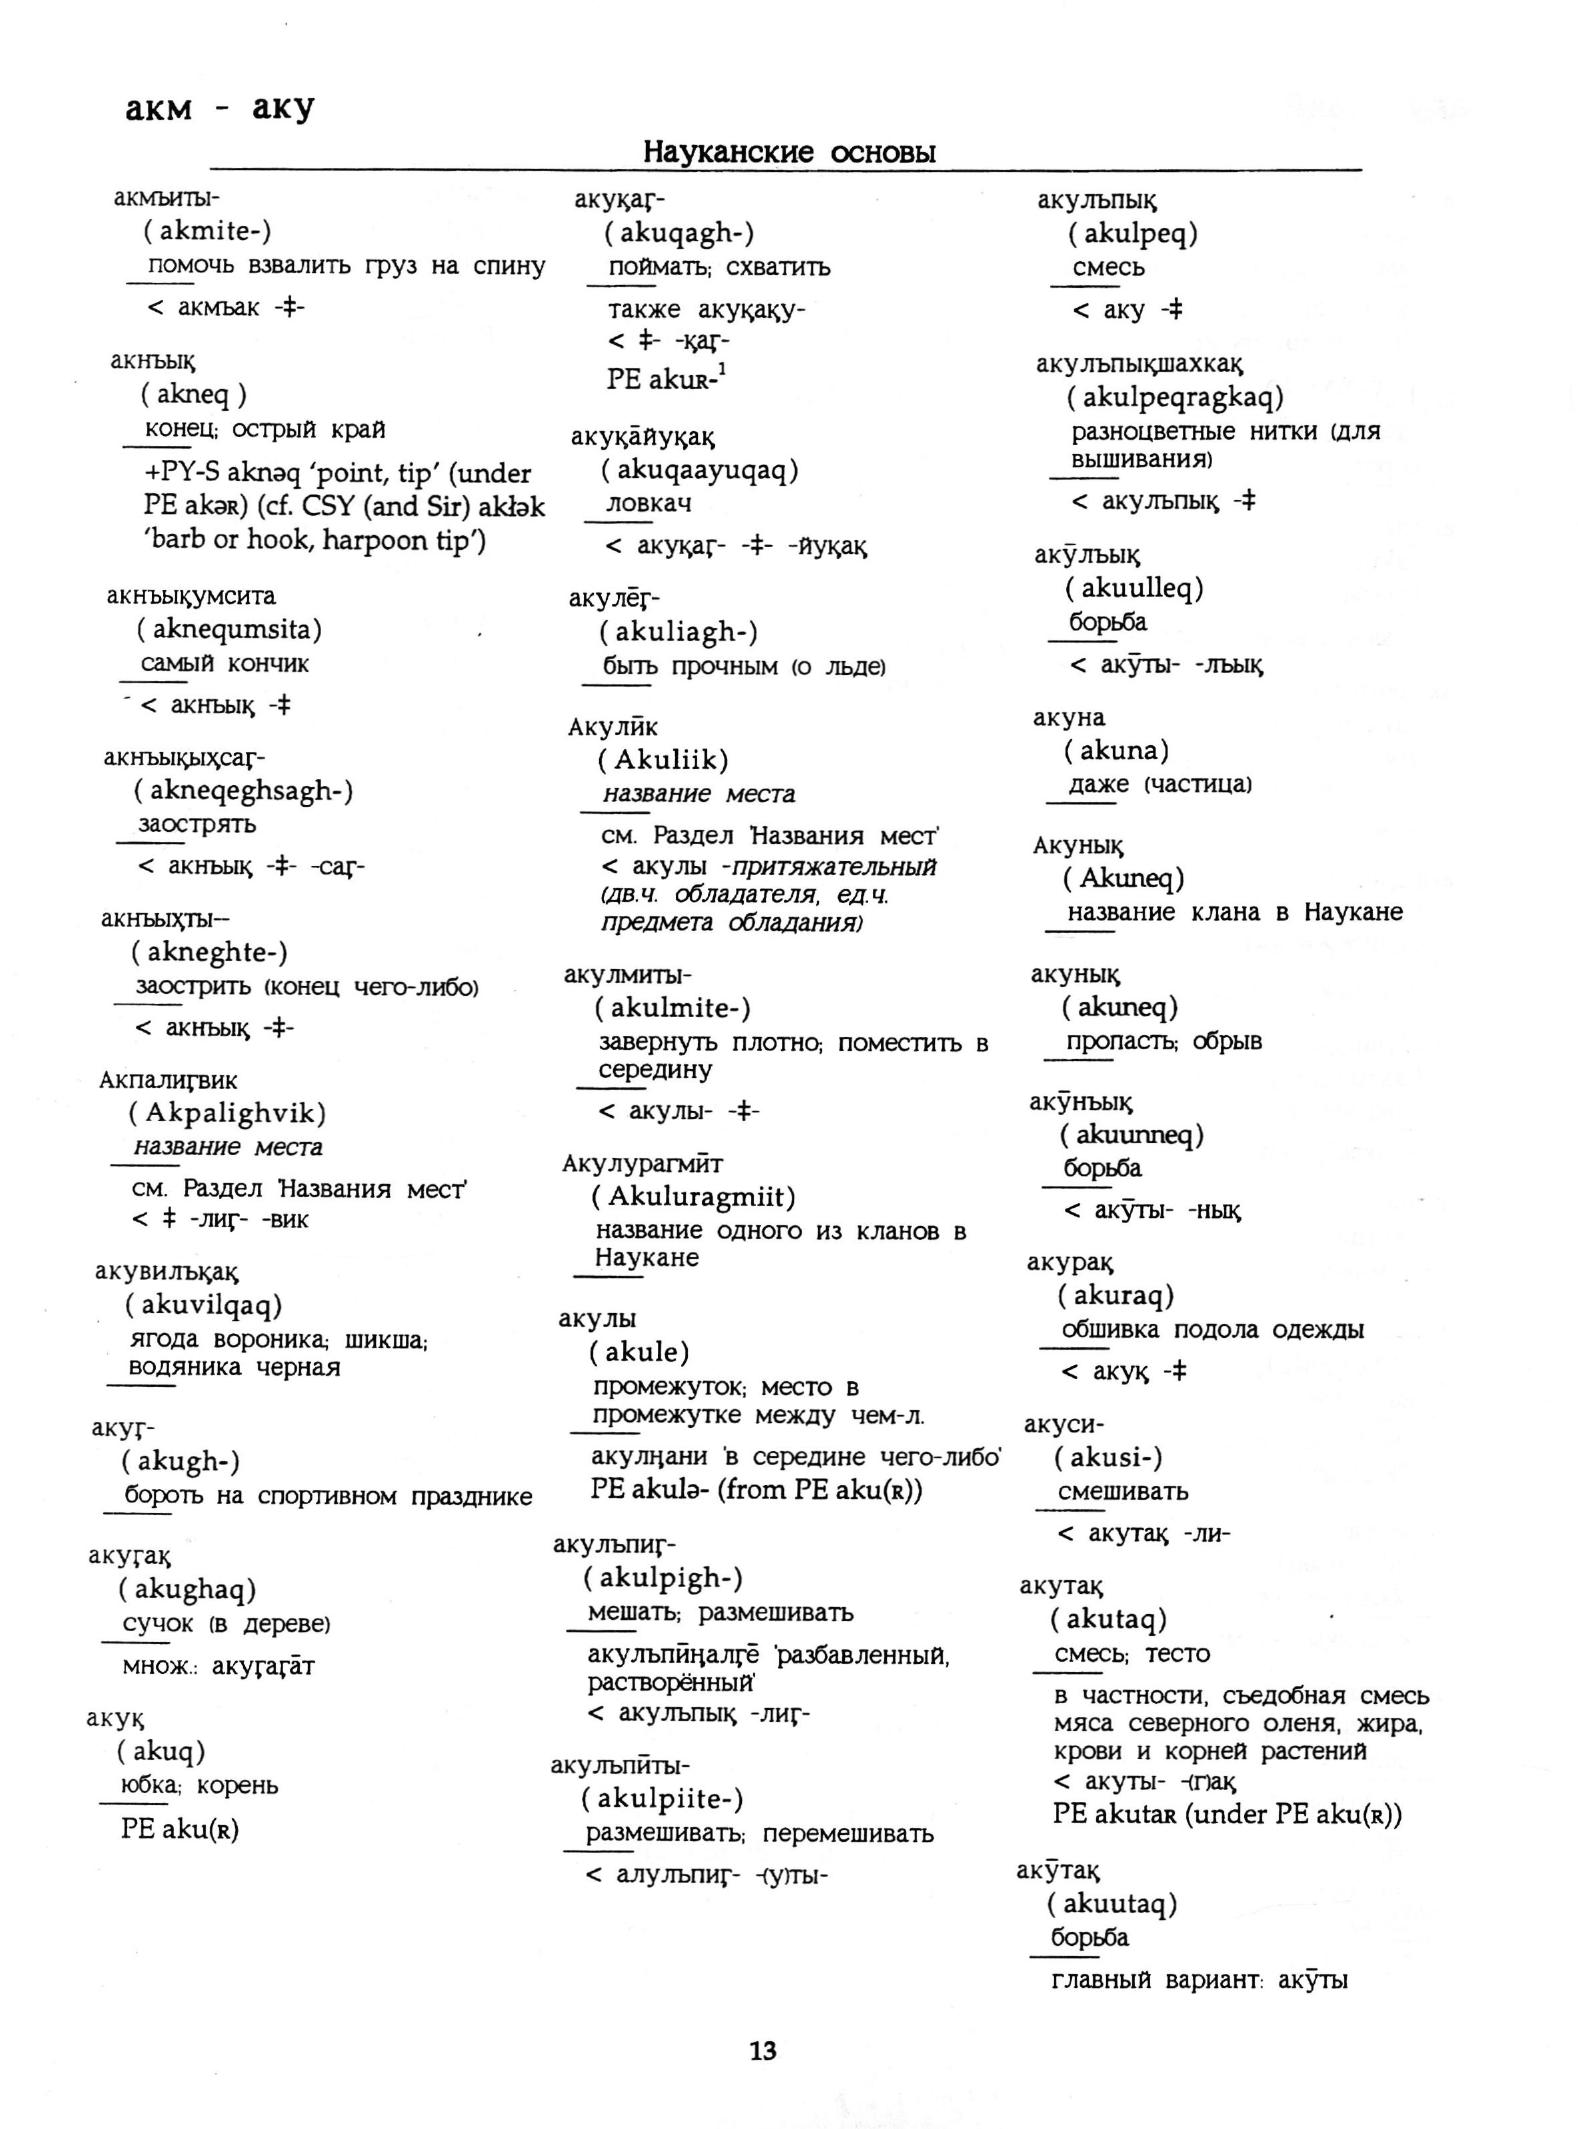 акм - аку
Науканские основы
акмъиты-
( akmite-)
помочь взвалить груз на спину
< акмъак -‡-
акнъық
( akneq )
конец; острый край
+PY-S aknəq ‘point, tip’ (under
PE akəʀ) (cf. CSY (and Sir) akłək
‘barb or hook, harpoon tip’)
акнъықумсита
( aknequmsita)
самый кончик
< акнъық -‡
акнъықыҳсаӷ-
( akneqeghsagh-)
заострять
< акнъық -‡- -саӷ-
акнъыҳты--
( akneghte-)
заострить (конец чего-либо)
< акнъық -‡-
Акпалиӷвик
( Akpalighvik)
название места
см. Раздел 'Названия мест'
< ‡ -лиӷ- -вик
акувилъқақ
( akuvilqaq)
ягода вороника; шикша;
водяника черная
акуӷ-
( akugh-)
бороть на спортивном празднике
акуӷақ
( akughaq)
сучок (в дереве)
множ.: акуӷаӷа̄т
акуқ
( akuq)
юбка; корень
PE aku(ʀ)
акуқаӷ-
( akuqagh-)
поймать; схватить
также акуқақу-
< ‡- -қаӷ-
PE akuʀ-¹
акуқа̄йуқақ
( akuqaayuqaq)
ловкач
< акуқаӷ- -‡- -йуқақ
акуле̄ӷ-
( akuliagh-)
быть прочным (о льде)
Акулӣк
( Akuliik)
название места
см. Раздел 'Названия мест'
< акулы -притяжательный
(дв.ч. обладателя, ед.ч.
предмета обладания)
акулмиты-
( akulmite-)
завернуть плотно; поместить в
середину
< акулы- -‡-
Акулурагмӣт
( Akuluragmiit)
название одного из кланов в
Наукане
акулы
( akule)
промежуток; место в
промежутке между чем-л.
акулңани 'в середине чего-либо'
PE akulə- (from PE aku(ʀ))
акулъпиӷ-
( akulpigh-)
мешать; размешивать
акулъпӣңалӷе̄ 'разбавленный,
растворённый'
< акулъпық -лиӷ-
акулъпӣты-
( akulpiite-)
размешивать; перемешивать
< алулъпиӷ- -(у)ты-
акулъпық
( akulpeq)
смесь
< аку -‡
акулъпықшахкақ
( akulpeqragkaq)
разноцветные нитки (для
вышивания)
< акулъпық -‡
акӯлъық
( akuulleq)
борьба
< акӯты- -лъық
акуна
( akuna)
даже (частица)
Акунық
( Akuneq)
название клана в Наукане
акунық
( akuneq)
пропасть; обрыв
акӯнъық
( akuunneq)
борьба
< акӯты- -нық
акурақ
( akuraq)
обшивка подола одежды
< акуқ -‡
акуси-
( akusi-)
смешивать
< акутақ -ли-
акутақ
( akutaq)
смесь; тесто
в частности, съедобная смесь
мяса северного оленя, жира,
крови и корней растений
< акуты- -(г)ақ
PE akutaʀ (under PE aku(ʀ))
акӯтақ
( akuutaq)
борьба
главный вариант: акӯты
13